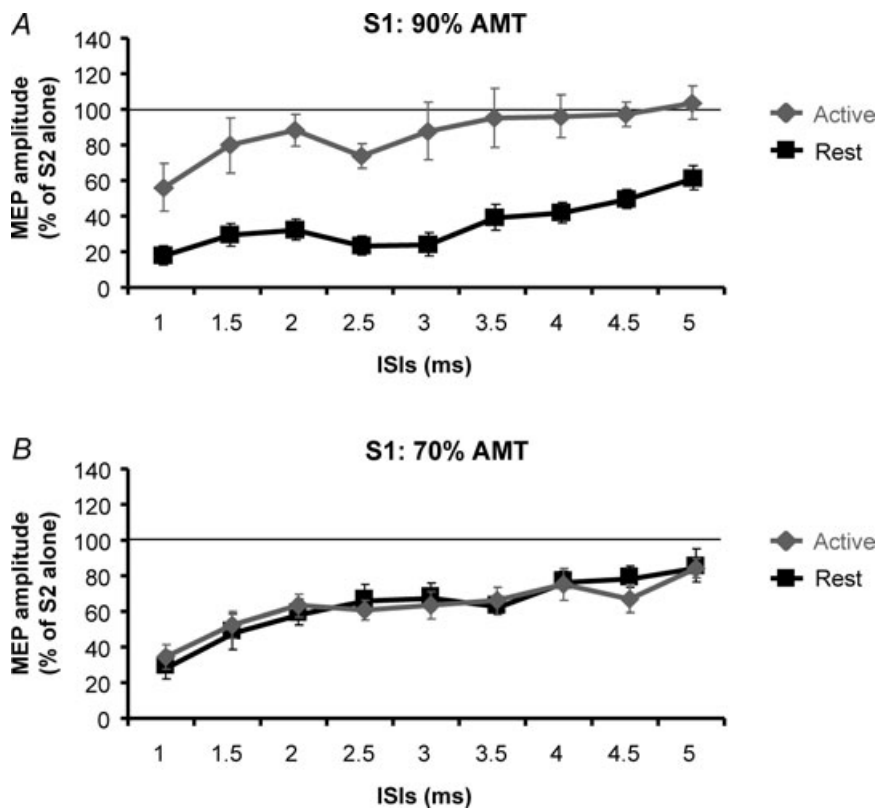 A
S1: 90% AMT
MEP amplitude
(% of S2 alone)
140
120
100
80
60
40
20
0
1 1.5 2 2.5 3 3.5 4 4.5 5
ISIs (ms)
Active
Rest
B
S1: 70% AMT
MEP amplitude
(% of S2 alone)
140
120
100
80
60
40
20
0
1 1.5 2 2.5 3 3.5 4 4.5 5
ISIs (ms)
Active
Rest